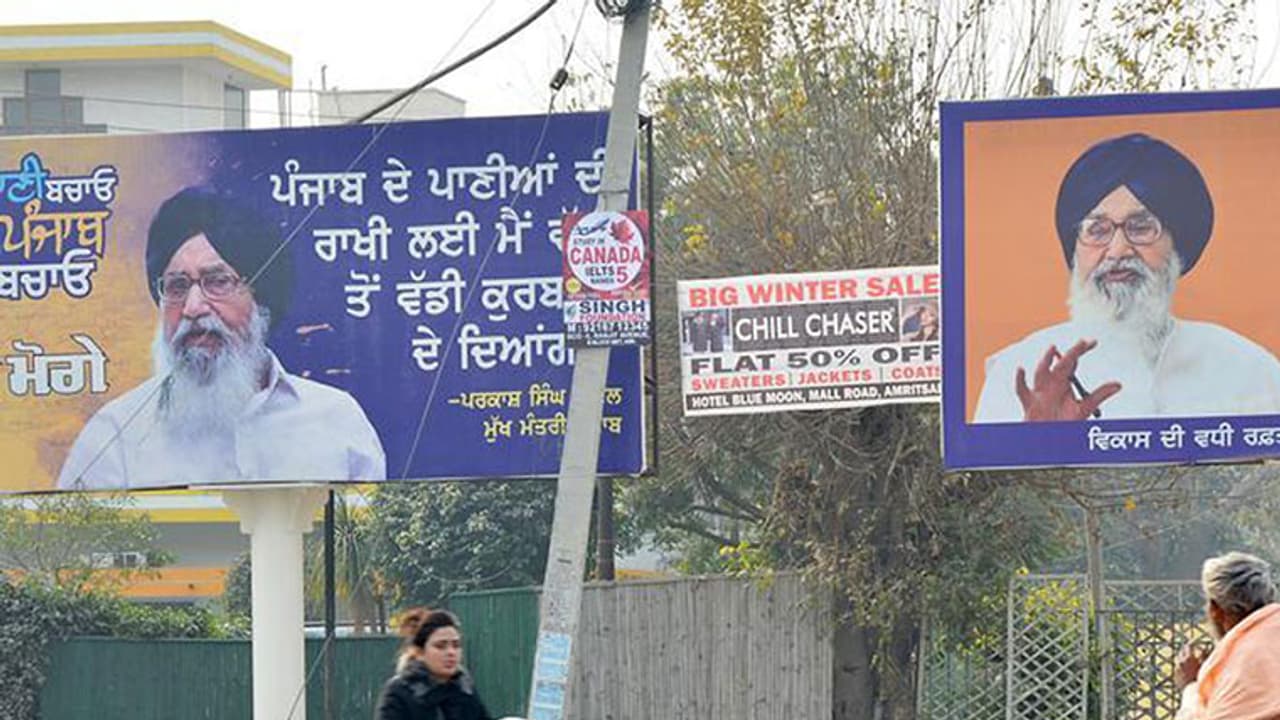 ਬਚਾਓ
ਪੰਜਾਬ
ਬਚਾਓ
ਮੋਗੇ
ਪੰਜਾਬ ਦੇ ਪਾਣੀਆਂ ਦੀ
ਰਾਖੀ ਲਈ ਮੈਂ
ਤੋਂ ਵੱਡੀ
ਦੇ
–ਪਰਕਾਸ਼ ਸਿੰਘ
ਮੁੱਖ ਮੰਤਰੀ
STUDY IN
CANADA
IELTS 5
SINGH
FOUNDATION
BIG WINTER SALE
CHILL CHASER
FLAT 50% OFF
SWEATERS | JACKETS | COATS
HOTEL BLUE MOON, MALL ROAD, AMRITSAR
ਵਿਕਾਸ ਦੀ ਵਧੀ